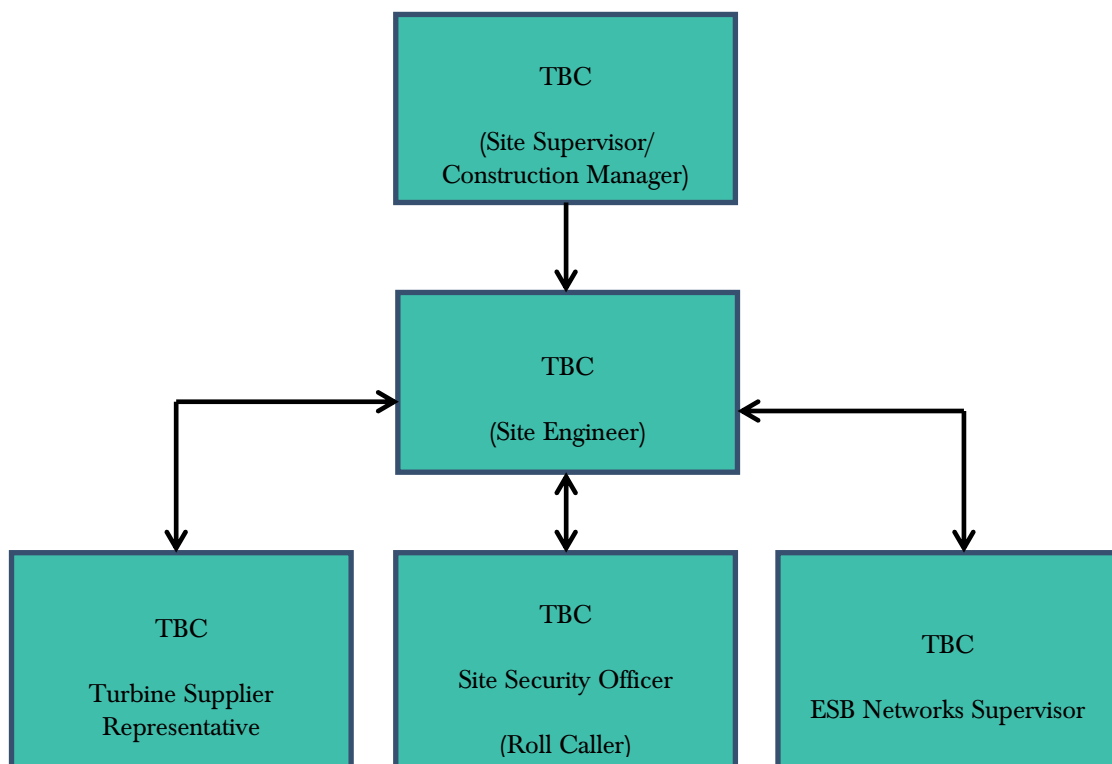 TBC
(Site Supervisor/
Construction Manager)
TBC
(Site Engineer)
TBC
Turbine Supplier
Representative
TBC
Site Security Officer
(Roll Caller)
TBC
ESB Networks Supervisor